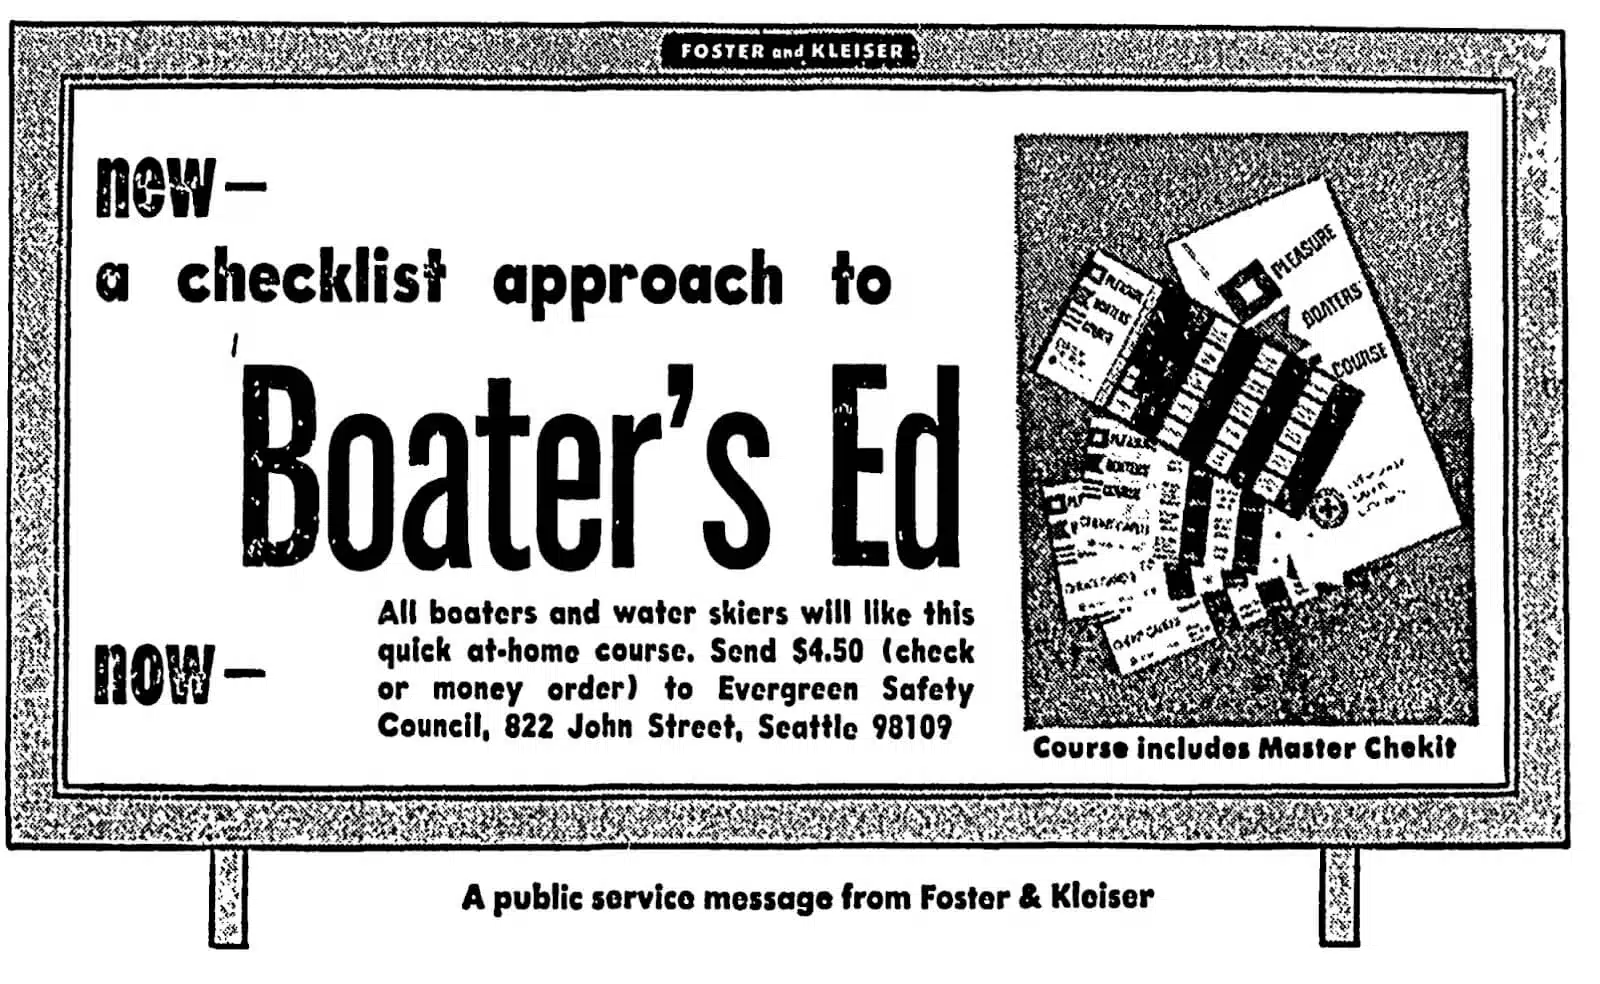 FOSTER and KLEISER
new—
a checklist approach to
Boater's Ed
now—
All boaters and water skiers will like this
quick at-home course. Send $4.50 (check
or money order) to Evergreen Safety
Council, 822 John Street, Seattle 98109
PLEASURE
BOATERS
COURSE
BOATERS
COURSE
Course includes Master Chekit
A public service message from Foster & Kleiser